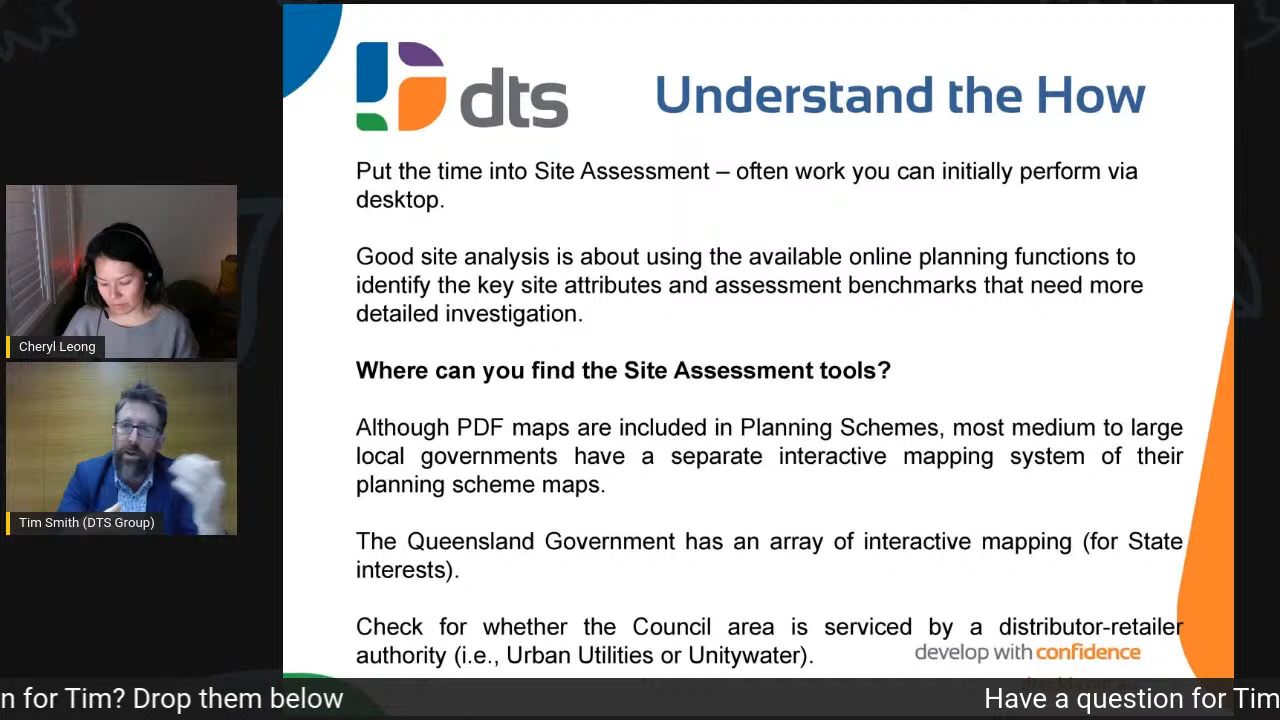 dts
Understand the How
Put the time into Site Assessment – often work you can initially perform via
desktop.
Good site analysis is about using the available online planning functions to
identify the key site attributes and assessment benchmarks that need more
detailed investigation.
Where can you find the Site Assessment tools?
Although PDF maps are included in Planning Schemes, most medium to large
local governments have a separate interactive mapping system of their
planning scheme maps.
The Queensland Government has an array of interactive mapping (for State
interests).
Check for whether the Council area is serviced by a distributor-retailer
authority (i.e., Urban Utilities or Unitywater).
develop with confidence
Cheryl Leong
Tim Smith (DTS Group)
n for Tim? Drop them below
Have a question for Tim